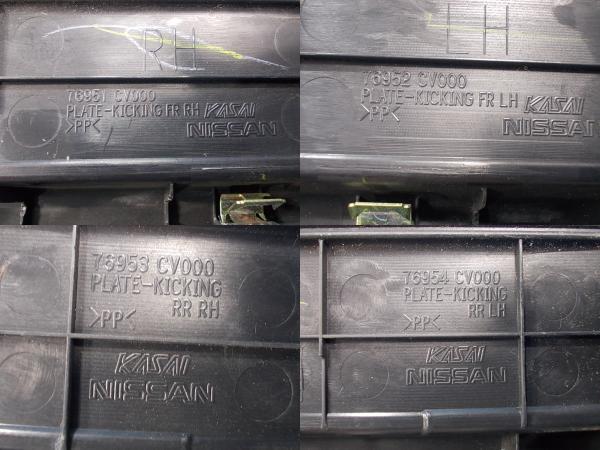 RH
76951 CV000
PLATE-KICKING FR RH KASAI
>PP< NISSAN
LH
76952 CV000
PLATE-KICKING FR LH KASAI
>PP< NISSAN
76953 CV000
PLATE-KICKING
RR RH
>PP<
KASAI
NISSAN
76954 CV000
PLATE-KICKING
RR LH
>PP<
KASAI
NISSAN